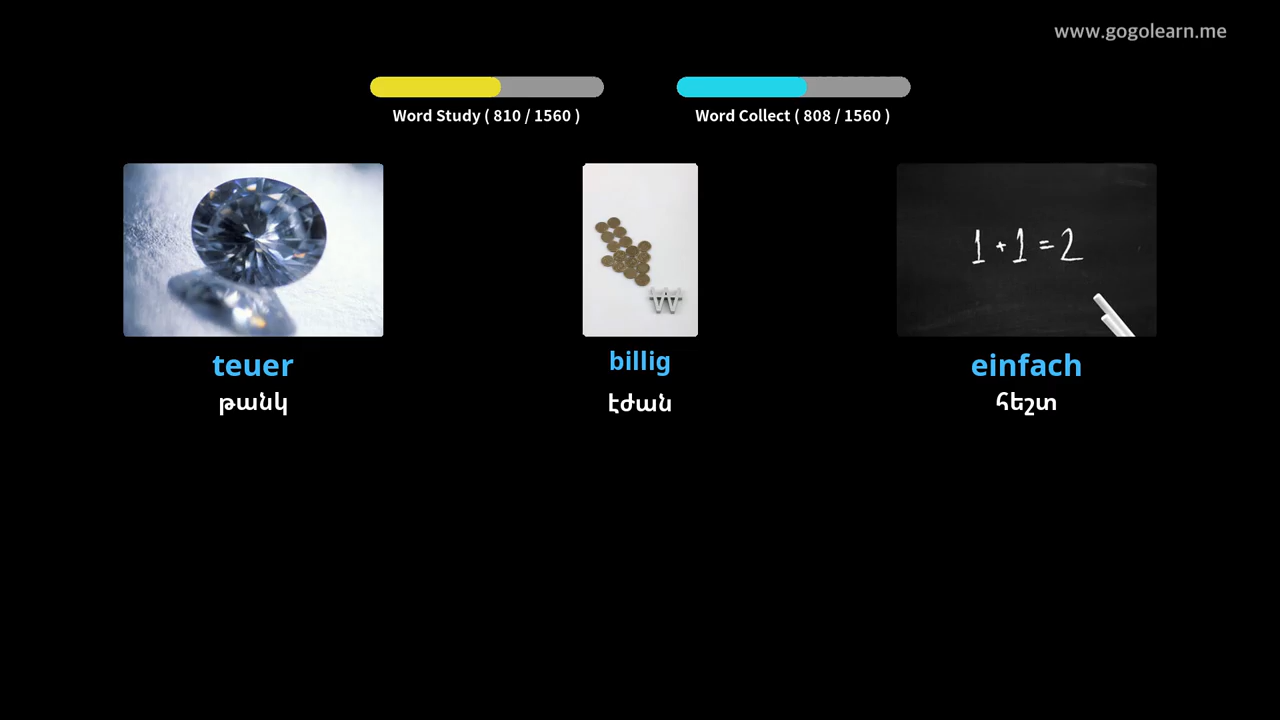 www.gogolearn.me
Word Study ( 810 / 1560 )
Word Collect ( 808 / 1560 )
₩
1 + 1 = 2
teuer
billig
einfach
թանկ
էժան
հեշտ